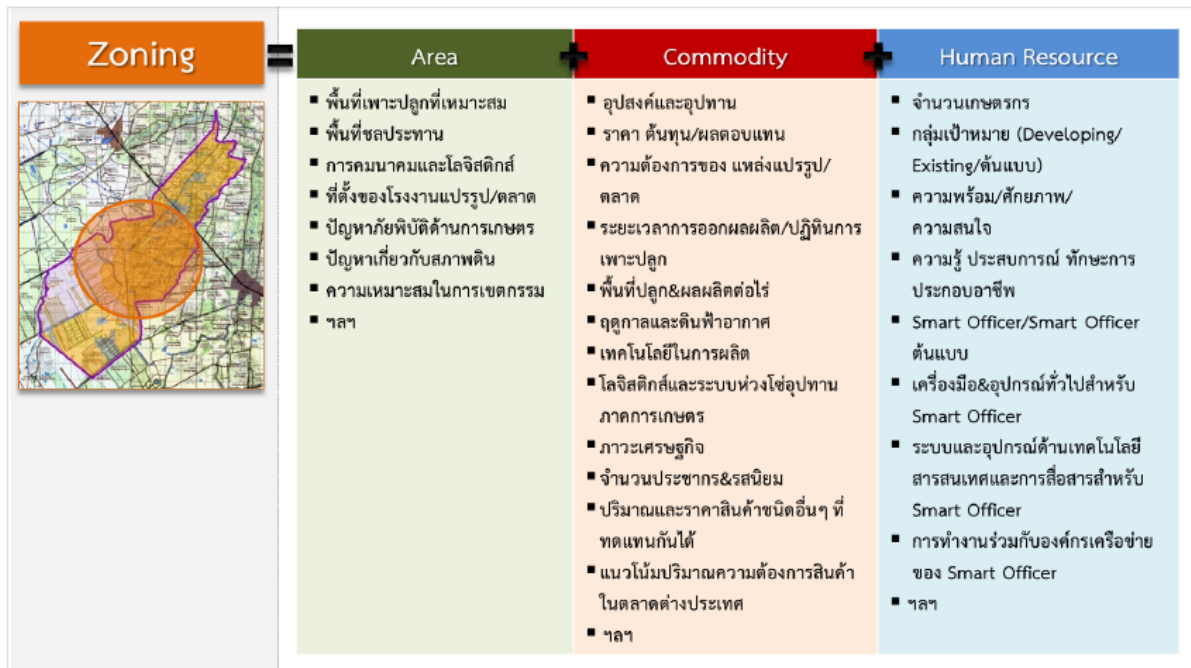 Zoning
=
Area
+
Commodity
+
Human Resource
▪ พื้นที่เพาะปลูกที่เหมาะสม
▪ พื้นที่ชลประทาน
▪ การคมนาคมและโลจิสติกส์
▪ ที่ตั้งของโรงงานแปรรูป/ตลาด
▪ ปัญหาภัยพิบัติด้านการเกษตร
▪ ปัญหาเกี่ยวกับสภาพดิน
▪ ความเหมาะสมในการเขตกรรม
▪ ฯลฯ
▪ อุปสงค์และอุปทาน
▪ ราคา ต้นทุน/ผลตอบแทน
▪ ความต้องการของ แหล่งแปรรูป/
ตลาด
▪ ระยะเวลาการออกผลผลิต/ปฏิทินการ
เพาะปลูก
▪ พื้นที่ปลูก&ผลผลิตต่อไร่
▪ ฤดูกาลและดินฟ้าอากาศ
▪ เทคโนโลยีในการผลิต
▪ โลจิสติกส์และระบบห่วงโซ่อุปทาน
ภาคการเกษตร
▪ ภาวะเศรษฐกิจ
▪ จำนวนประชากร&รสนิยม
▪ ปริมาณและราคาสินค้าชนิดอื่นๆ ที่
ทดแทนกันได้
▪ แนวโน้มปริมาณความต้องการสินค้า
ในตลาดต่างประเทศ
▪ ฯลฯ
▪ จำนวนเกษตรกร
▪ กลุ่มเป้าหมาย (Developing/
Existing/ต้นแบบ)
▪ ความพร้อม/ศักยภาพ/
ความสนใจ
▪ ความรู้ ประสบการณ์ ทักษะการ
ประกอบอาชีพ
▪ Smart Officer/Smart Officer
ต้นแบบ
▪ เครื่องมือ&อุปกรณ์ทั่วไปสำหรับ
Smart Officer
▪ ระบบและอุปกรณ์ด้านเทคโนโลยี
สารสนเทศและการสื่อสารสำหรับ
Smart Officer
▪ การทำงานร่วมกับองค์กรเครือข่าย
ของ Smart Officer
▪ ฯลฯ